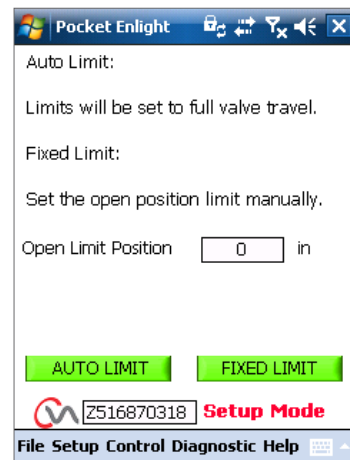 Pocket Enlight
Auto Limit:
Limits will be set to full valve travel.
Fixed Limit:
Set the open position limit manually.
Open Limit Position 0 in
AUTO LIMIT FIXED LIMIT
Z516870318 Setup Mode
File Setup Control Diagnostic Help